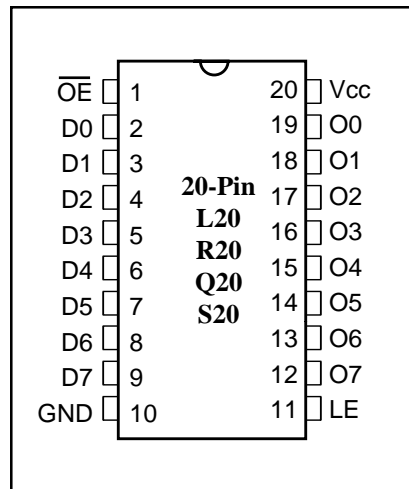 O̅E̅ 1 20 Vcc
D0 2 19 O0
D1 3 18 O1
D2 4 17 O2
D3 5 16 O3
D4 6 15 O4
D5 7 14 O5
D6 8 13 O6
D7 9 12 O7
GND 10 11 LE
20-Pin
L20
R20
Q20
S20